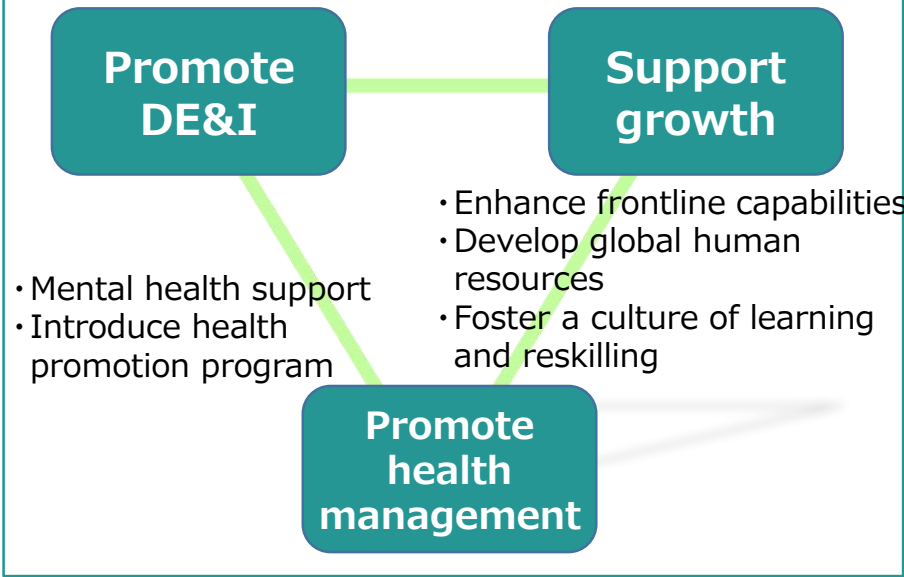 Promote
DE&I
Support
growth
・Enhance frontline capabilities
・Develop global human
resources
・Foster a culture of learning
and reskilling
・Mental health support
・Introduce health
promotion program
Promote
health
management